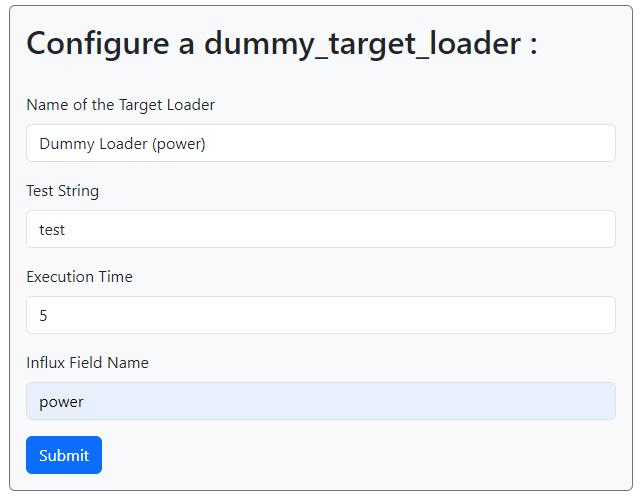 Configure a dummy_target_loader :
Name of the Target Loader
Dummy Loader (power)
Test String
test
Execution Time
5
Influx Field Name
power
Submit